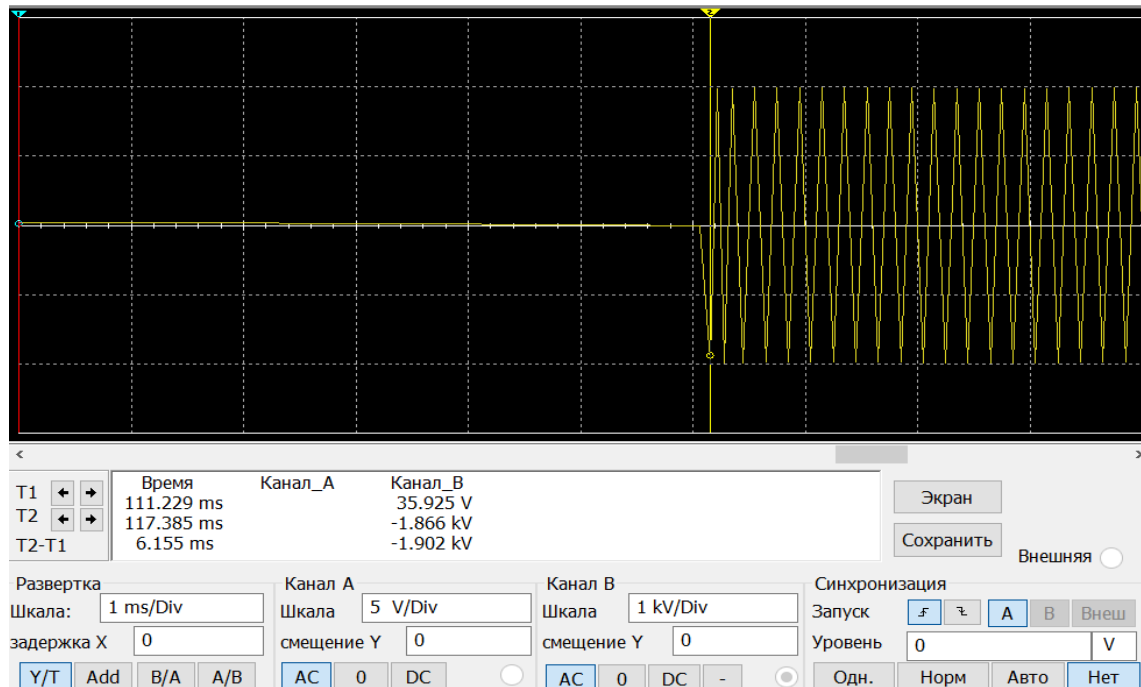 1
2
T1 Время Канал_A Канал_B
111.229 ms 35.925 V
T2 117.385 ms -1.866 kV
T2-T1 6.155 ms -1.902 kV
Экран
Сохранить
Внешняя
Развертка
Шкала: 1 ms/Div
задержка X 0
Y/T Add B/A A/B
Канал A
Шкала 5 V/Div
смещение Y 0
AC 0 DC
Канал B
Шкала 1 kV/Div
смещение Y 0
AC 0 DC -
Синхронизация
Запуск A B Внеш
Уровень 0 V
Одн. Норм Авто Нет